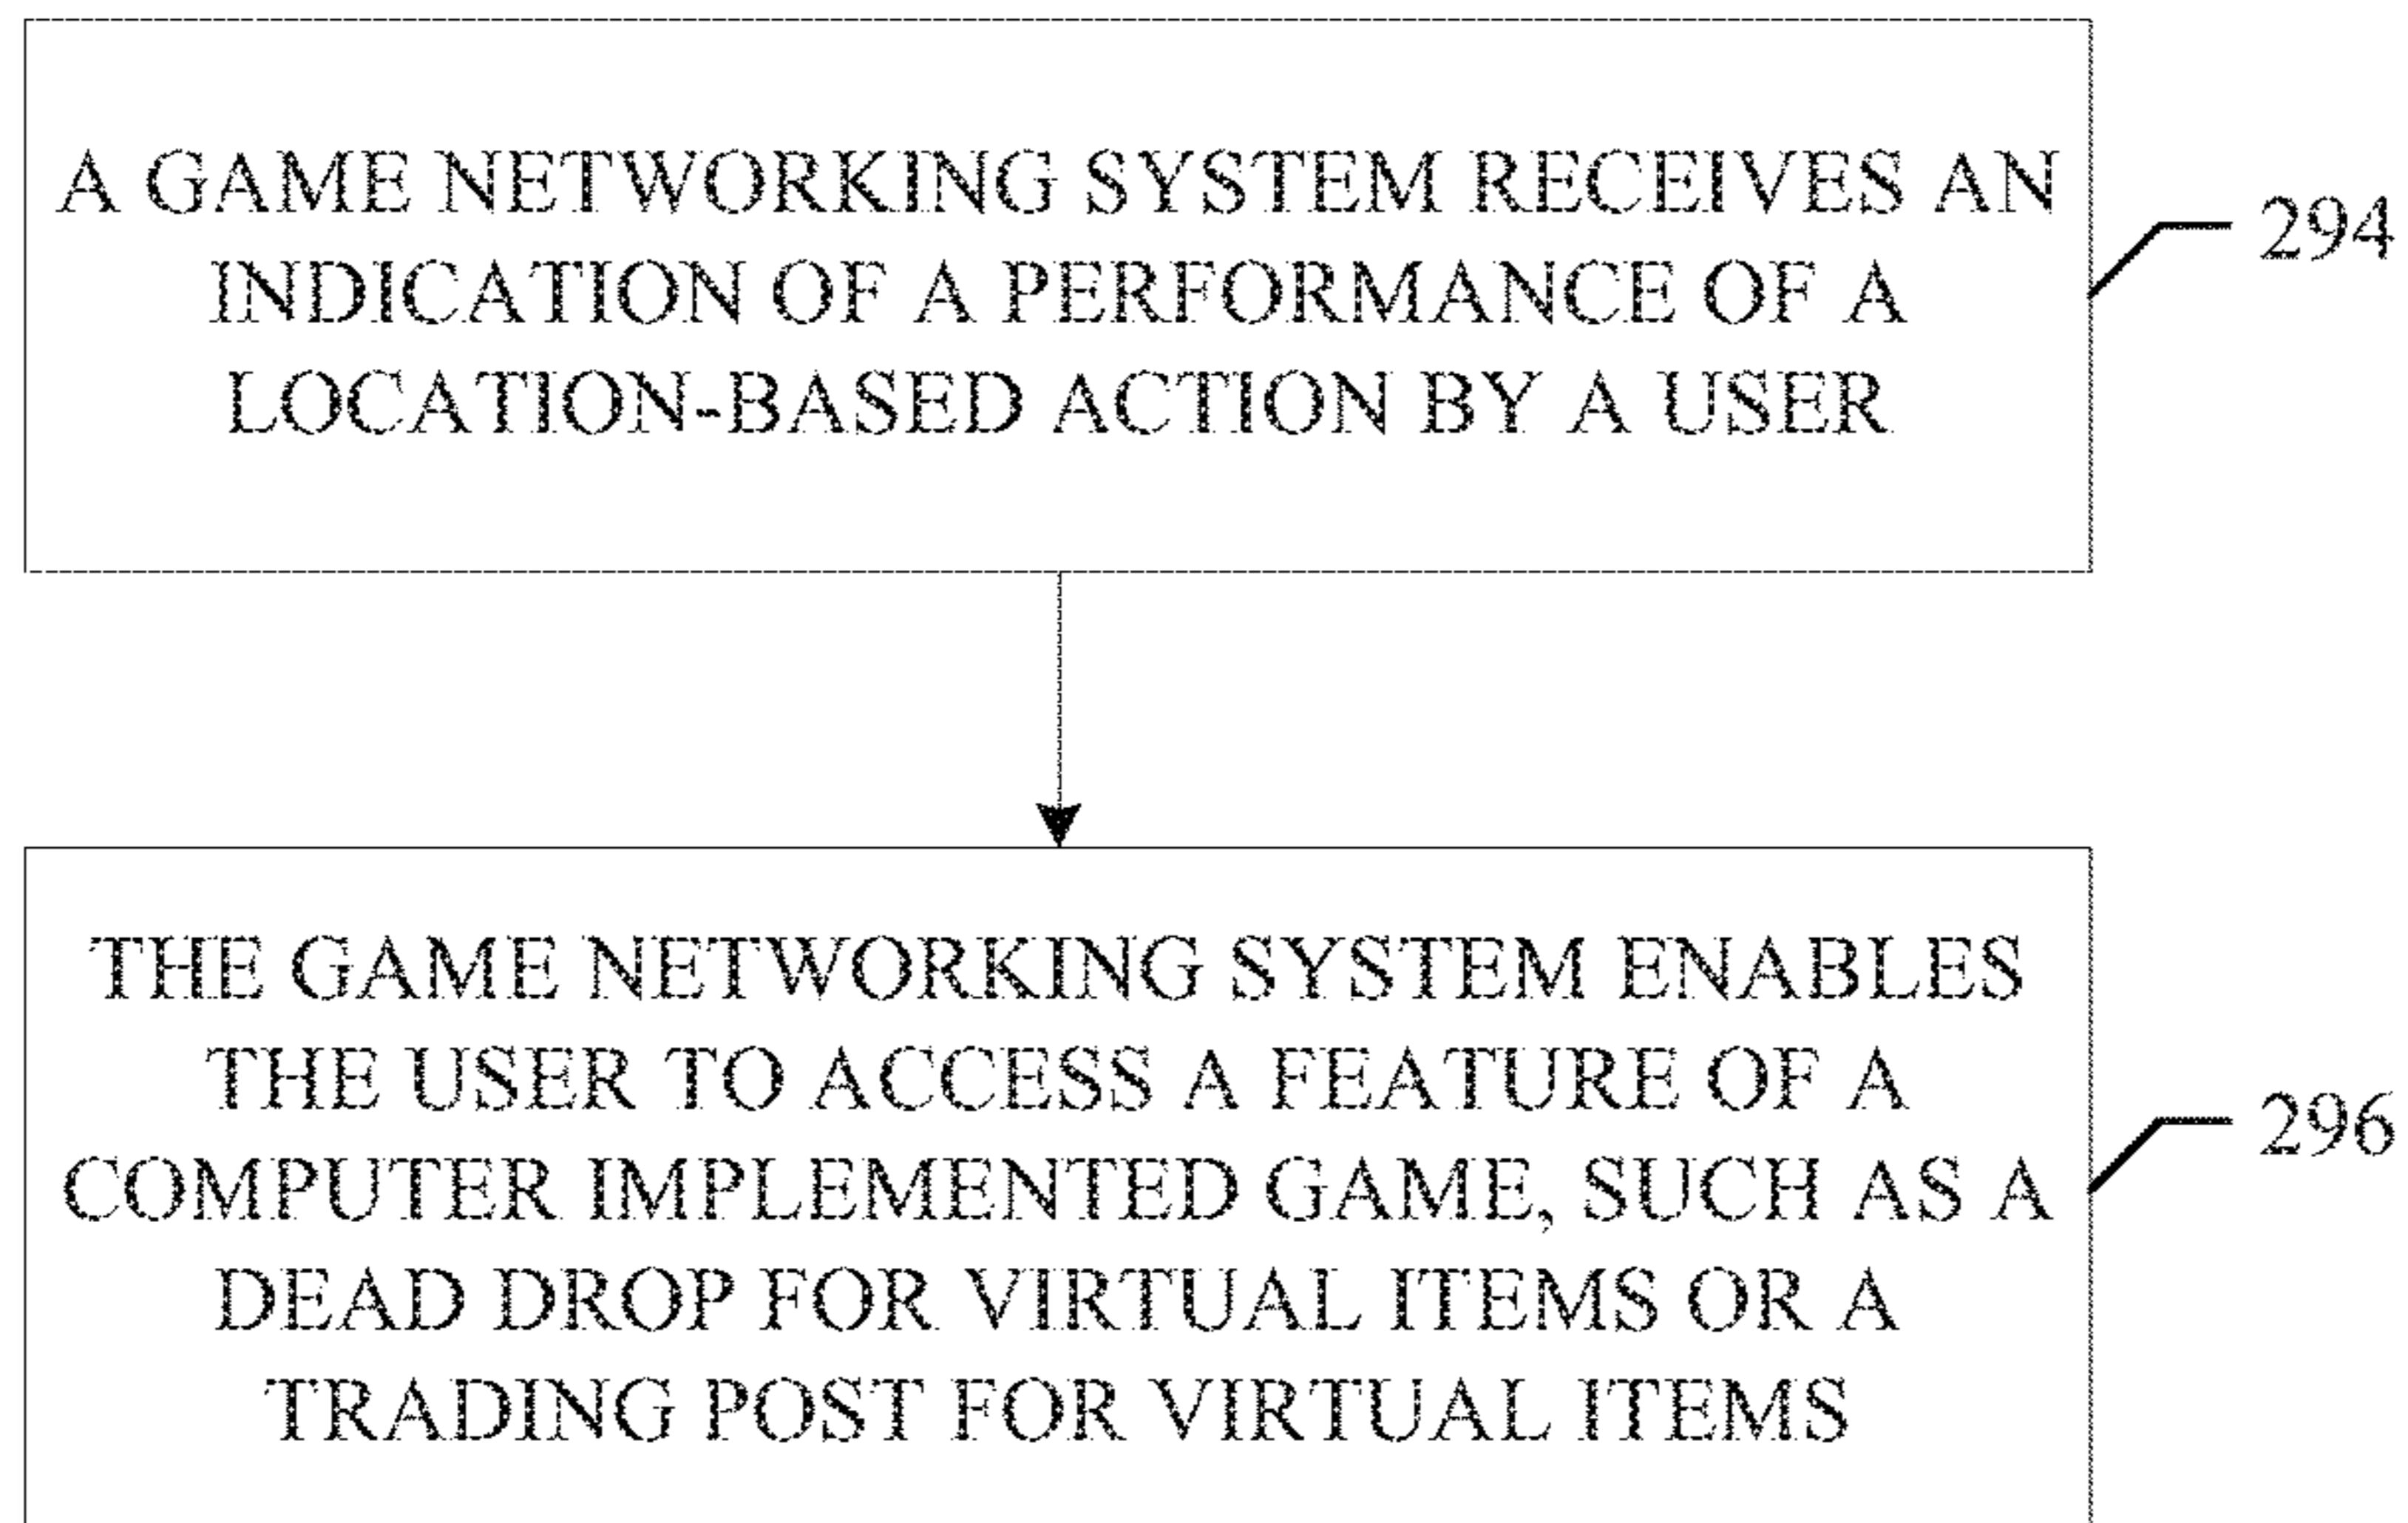 A GAME NETWORKING SYSTEM RECEIVES AN
INDICATION OF A PERFORMANCE OF A
LOCATION-BASED ACTION BY A USER
294
THE GAME NETWORKING SYSTEM ENABLES
THE USER TO ACCESS A FEATURE OF A
COMPUTER IMPLEMENTED GAME, SUCH AS A
DEAD DROP FOR VIRTUAL ITEMS OR A
TRADING POST FOR VIRTUAL ITEMS
296